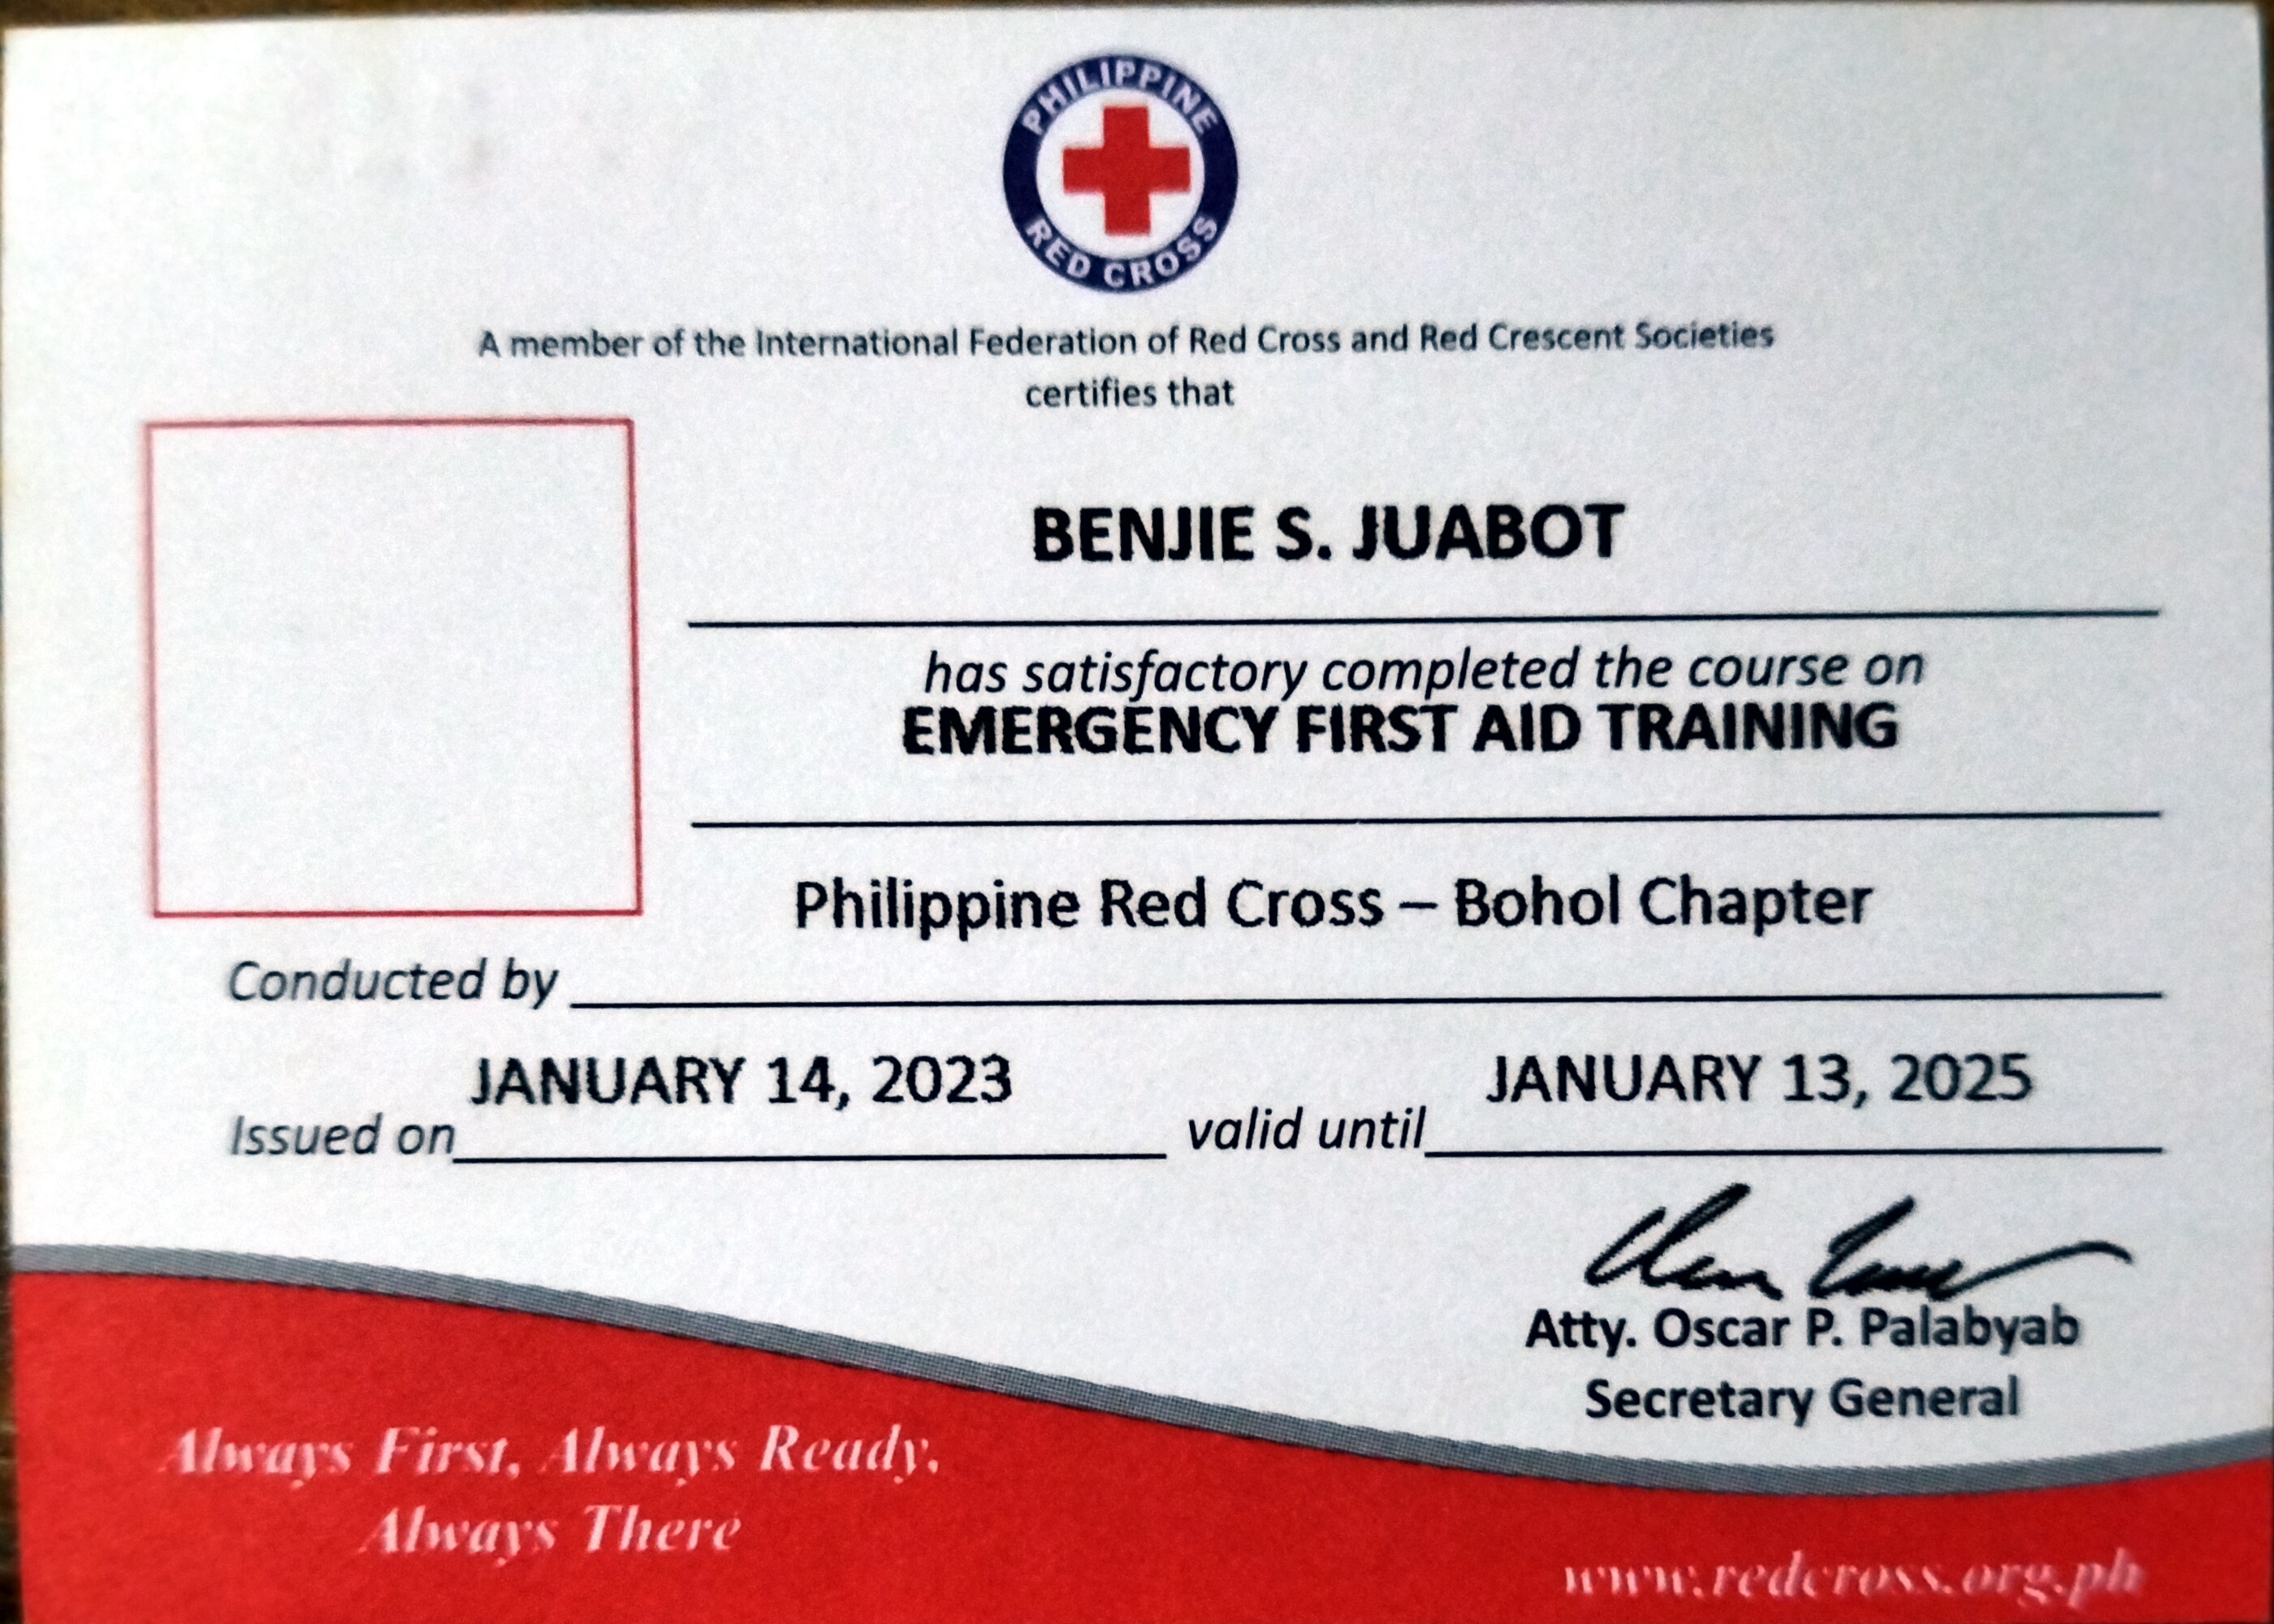 PHILIPPINE
RED CROSS
A member of the International Federation of Red Cross and Red Crescent Societies
certifies that
BENJIE S. JUABOT
has satisfactory completed the course on
EMERGENCY FIRST AID TRAINING
Philippine Red Cross – Bohol Chapter
Conducted by
JANUARY 14, 2023 JANUARY 13, 2025
Issued on valid until
Atty. Oscar P. Palabyab
Secretary General
Always First, Always Ready,
Always There
www.redcross.org.ph